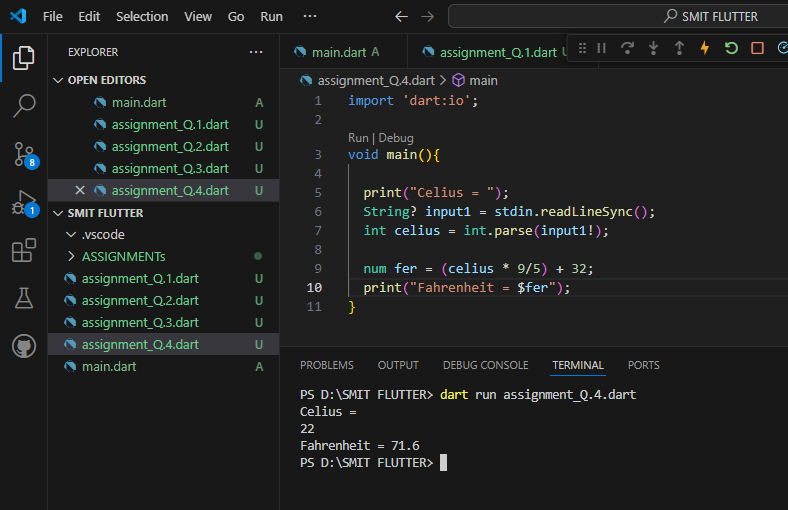 File Edit Selection View Go Run ··· ← → SMIT FLUTTER
EXPLORER ···
OPEN EDITORS
main.dart A
assignment_Q.1.dart U
assignment_Q.2.dart U
assignment_Q.3.dart U
assignment_Q.4.dart U
SMIT FLUTTER
.vscode
ASSIGNMENTs
assignment_Q.1.dart U
assignment_Q.2.dart U
assignment_Q.3.dart U
assignment_Q.4.dart U
main.dart A
8
1
main.dart A assignment_Q.1.dart U
assignment_Q.4.dart > main
1 import 'dart:io';
2
Run | Debug
3 void main(){
4
5 print("Celius = ");
6 String? input1 = stdin.readLineSync();
7 int celius = int.parse(input1!);
8
9 num fer = (celius * 9/5) + 32;
10 print("Fahrenheit = $fer");
11 }
PROBLEMS OUTPUT DEBUG CONSOLE TERMINAL PORTS
PS D:\SMIT FLUTTER> dart run assignment_Q.4.dart
Celius =
22
Fahrenheit = 71.6
PS D:\SMIT FLUTTER>